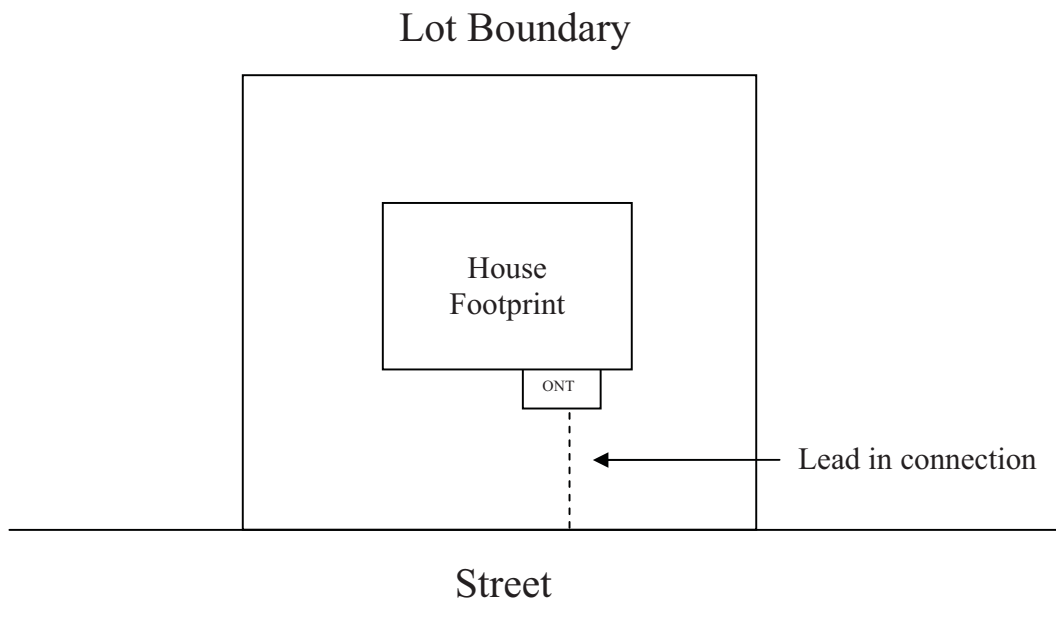 Lot Boundary
House
Footprint
ONT
Lead in connection
Street